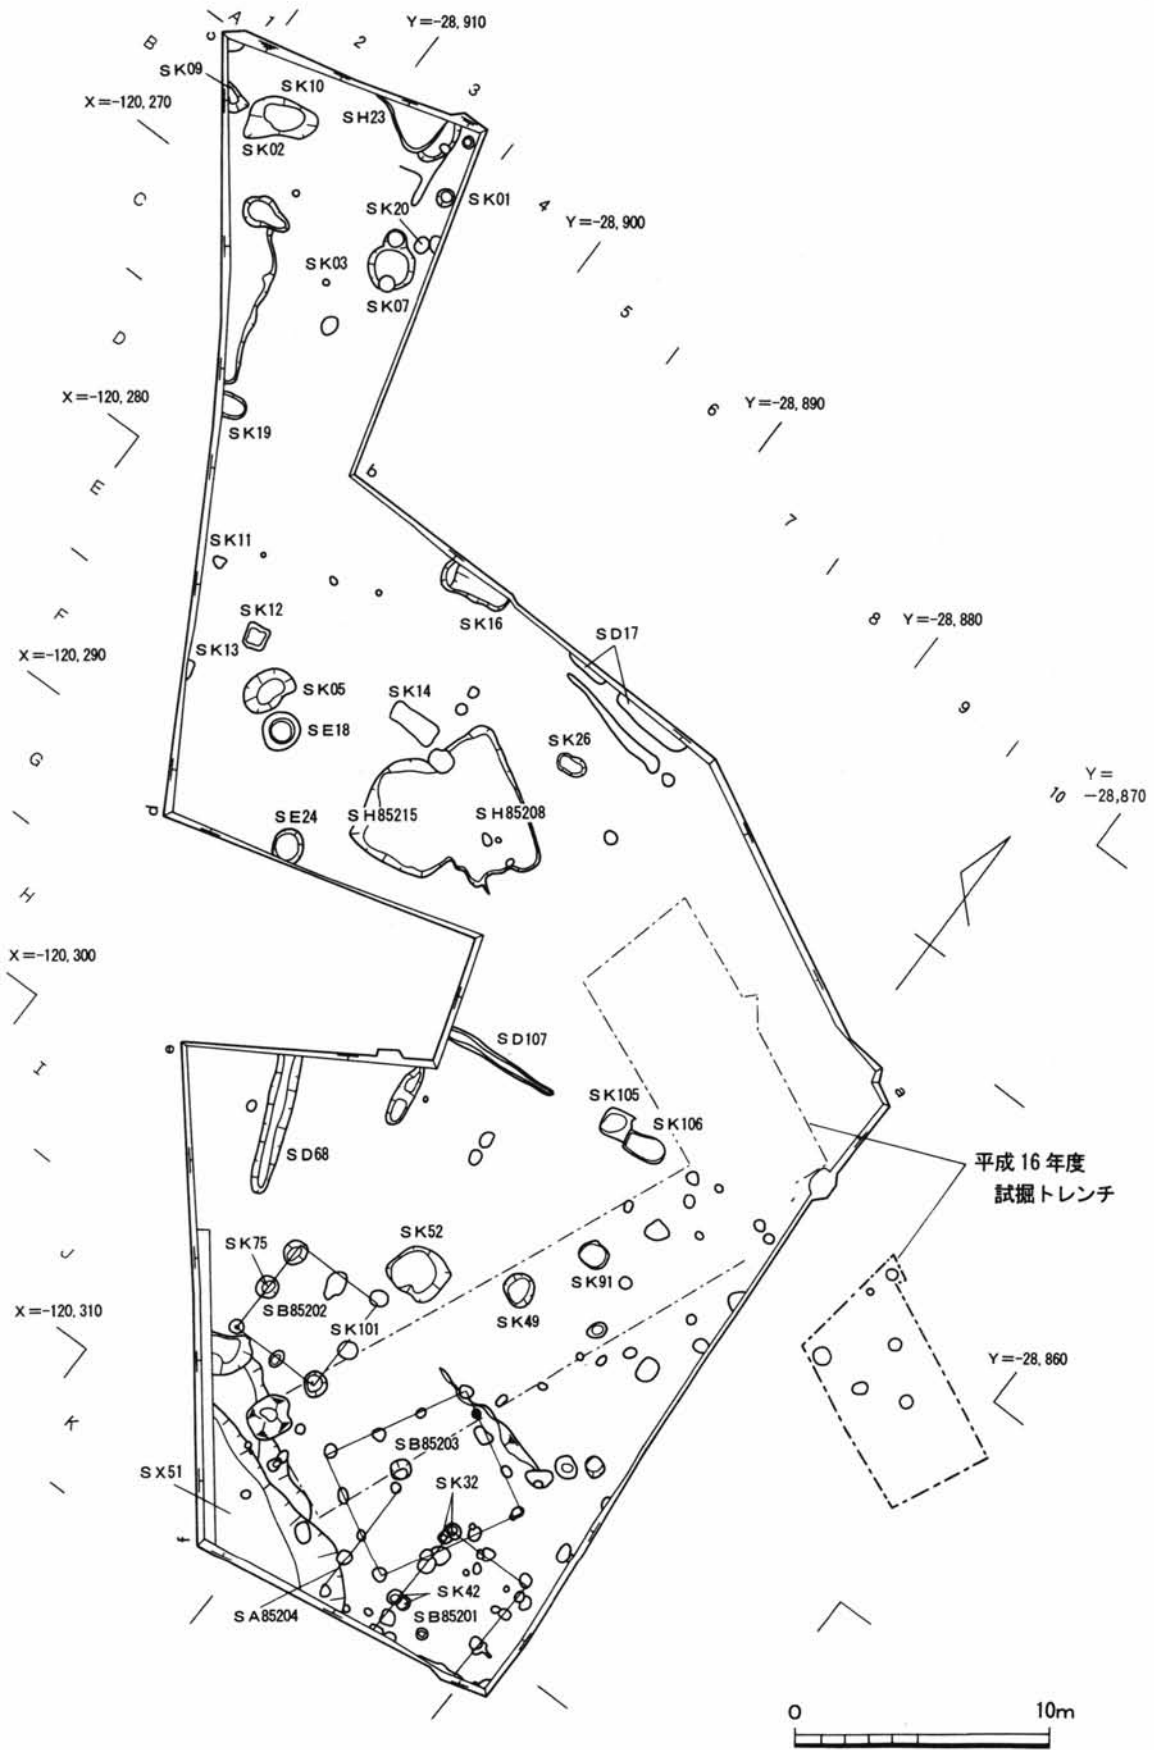 A
1
2
3
4
5
6
7
8
9
10
B
C
D
E
F
G
H
I
J
K
c
b
d
e
f
a
Y=-28,910
SK09
X=-120,270
SK10
SK02
SH23
SK01
SK20
Y=-28,900
SK03
SK07
X=-120,280
Y=-28,890
SK19
SK11
SK12
SK16
SK13
X=-120,290
SD17
Y=-28,880
SK05
SK14
SE18
SK26
Y=
-28,870
SH85215
SH85208
SE24
X=-120,300
SD107
SK105
SK106
SD68
平成16年度
試掘トレンチ
SK52
SK75
SK91
SB85202
SK49
SK101
X=-120,310
Y=-28,860
SB85203
SX51
SK32
SK42
SA85204
SB85201
0
10m